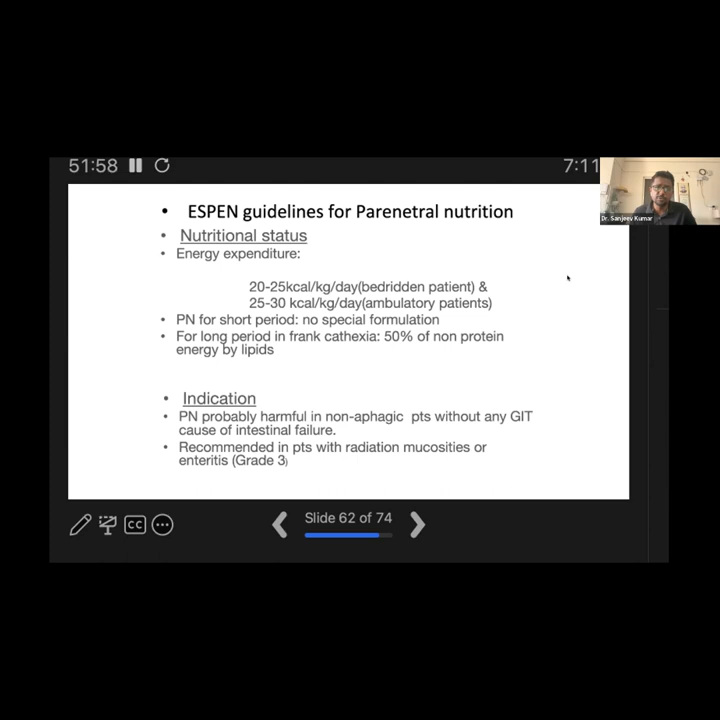 51:58
7:11
Dr. Sanjeev Kumar
• ESPEN guidelines for Parenetral nutrition
• Nutritional status
• Energy expenditure:
20-25kcal/kg/day(bedridden patient) &
25-30 kcal/kg/day(ambulatory patients)
• PN for short period: no special formulation
• For long period in frank cathexia: 50% of non protein
energy by lipids
• Indication
• PN probably harmful in non-aphagic pts without any GIT
cause of intestinal failure.
• Recommended in pts with radiation mucosities or
enteritis (Grade 3)
CC
Slide 62 of 74